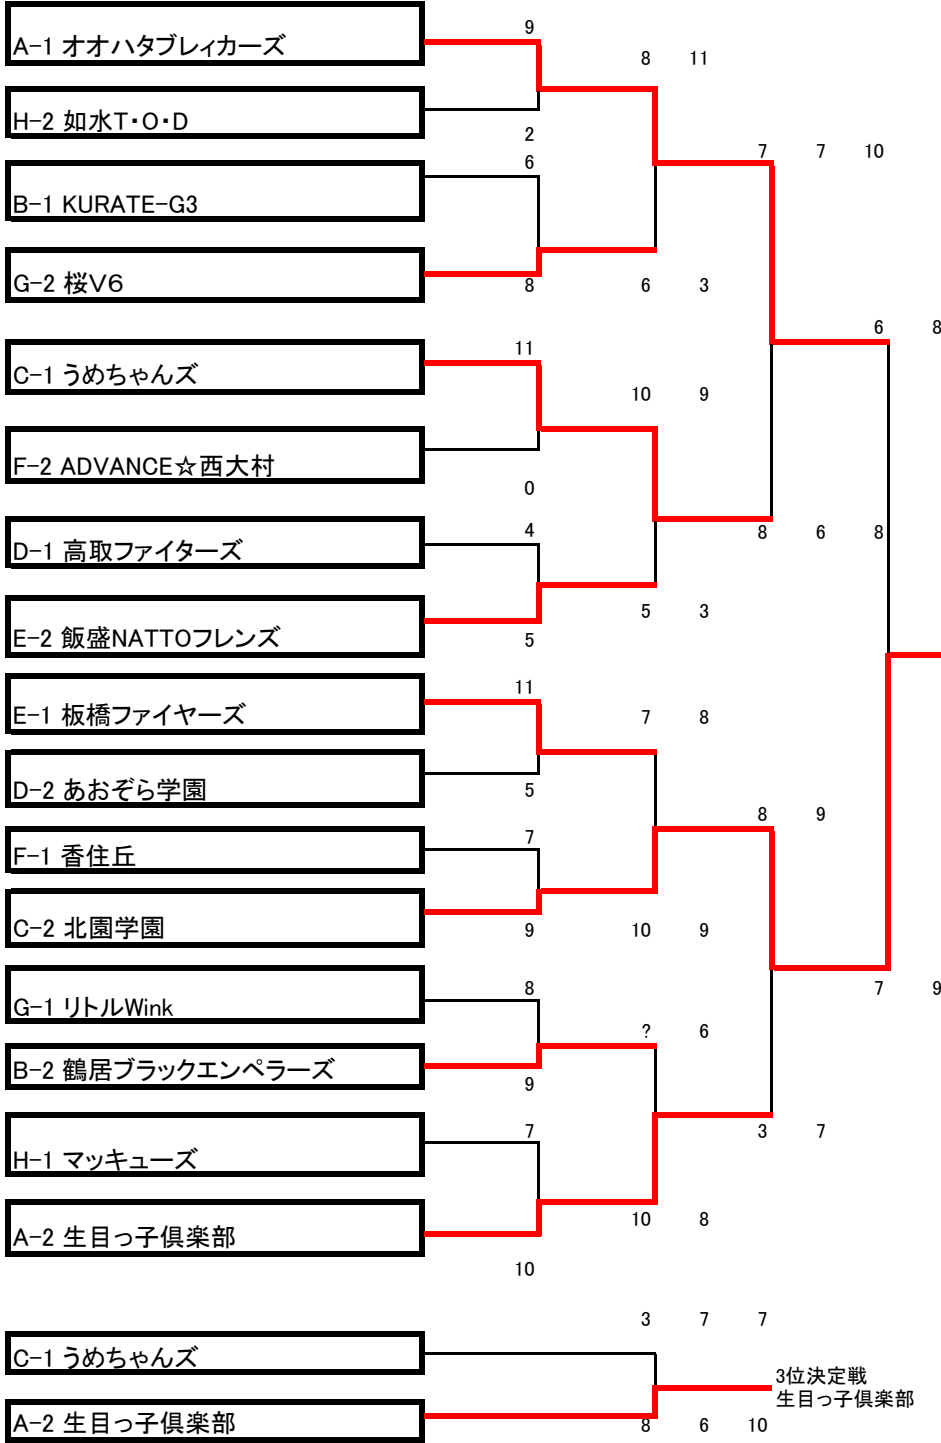 9
A-1 オオハタブレィカーズ
8 11
H-2 如水T・O・D
2
7 7 10
6
B-1 KURATE-G3
G-2 桜V6
8
6 3
6 8
11
C-1 うめちゃんズ
10 9
F-2 ADVANCE☆西大村
0
4
8 6 8
D-1 高取ファイターズ
5 3
E-2 飯盛NATTOフレンズ
5
11
E-1 板橋ファイヤーズ
7 8
D-2 あおぞら学園
5
8 9
7
F-1 香住丘
C-2 北園学園
9
10 9
8
7 9
G-1 リトルWink
? 6
B-2 鶴居ブラックエンペラーズ
9
7
3 7
H-1 マッキューズ
10 8
A-2 生目っ子倶楽部
10
3 7 7
C-1 うめちゃんズ
3位決定戦
生目っ子倶楽部
A-2 生目っ子倶楽部
8 6 10